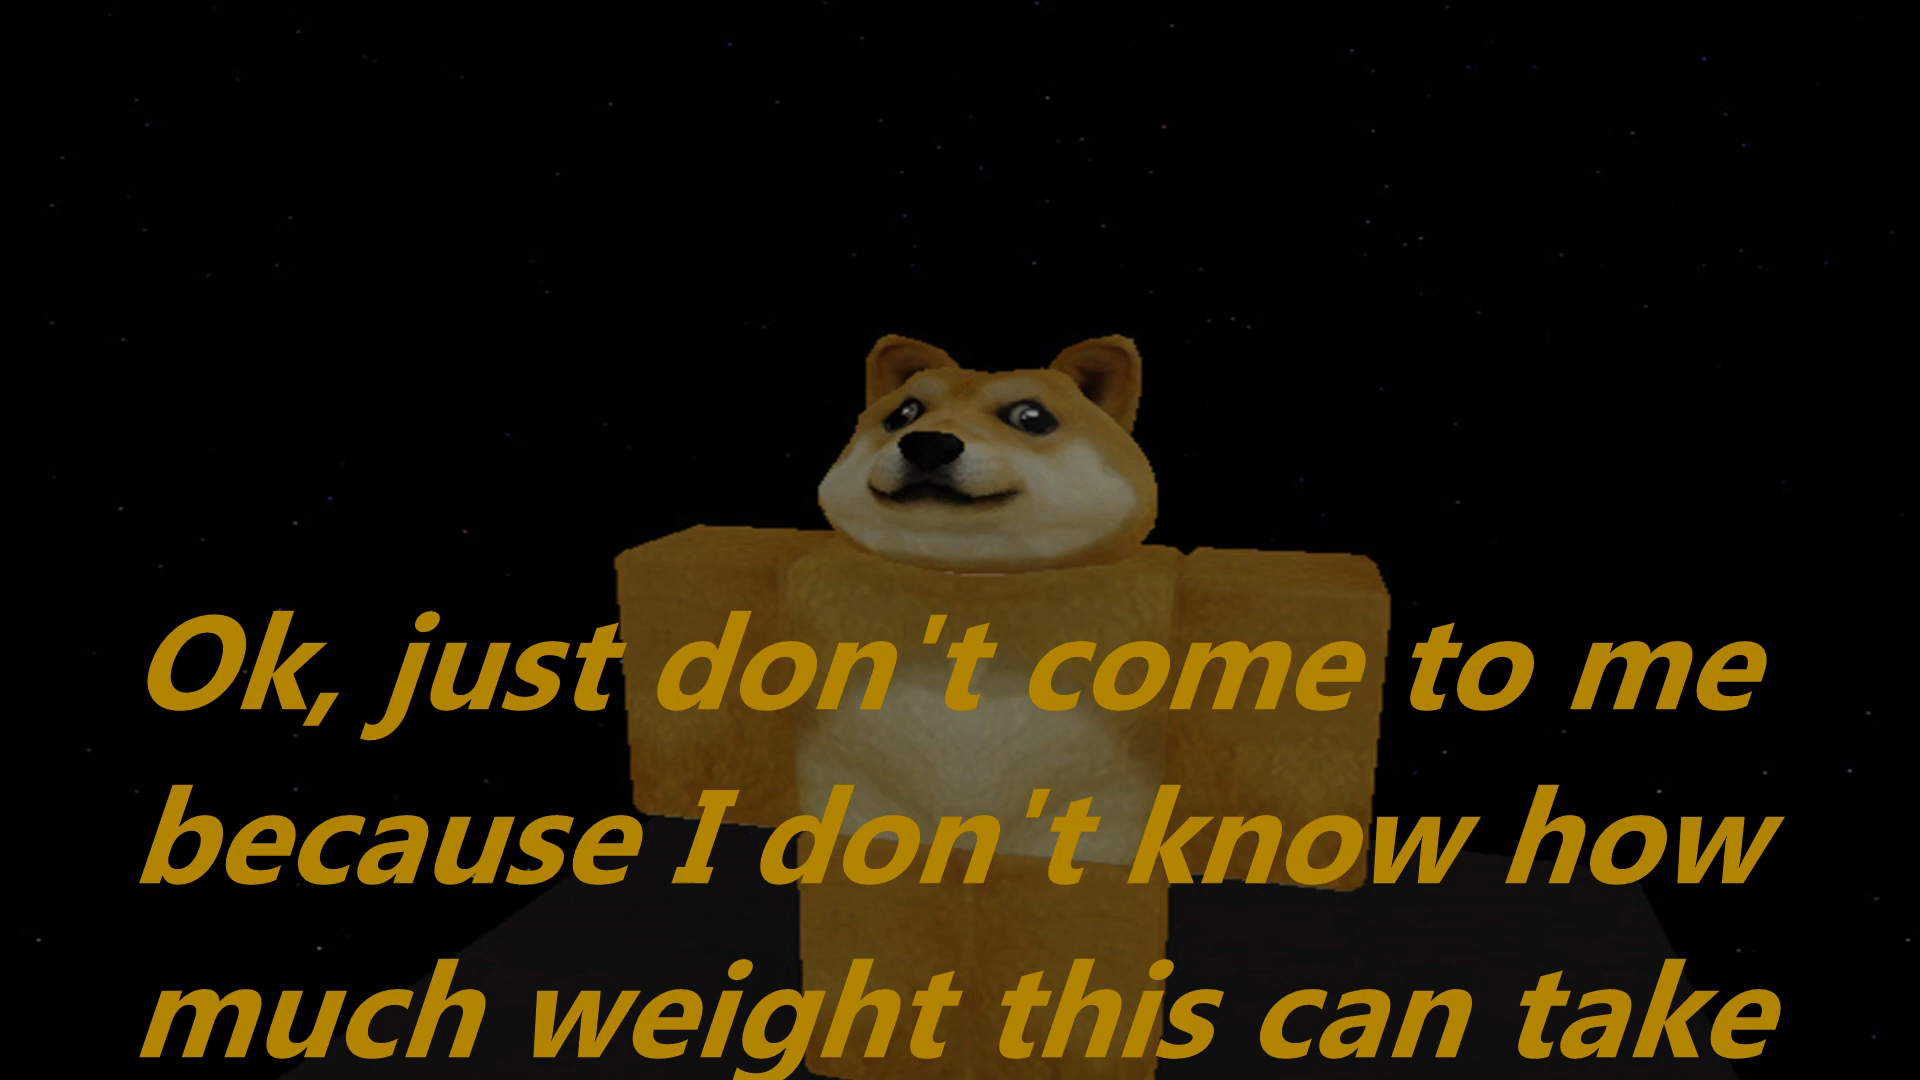 Ok, just don't come to me
because I don't know how
much weight this can take